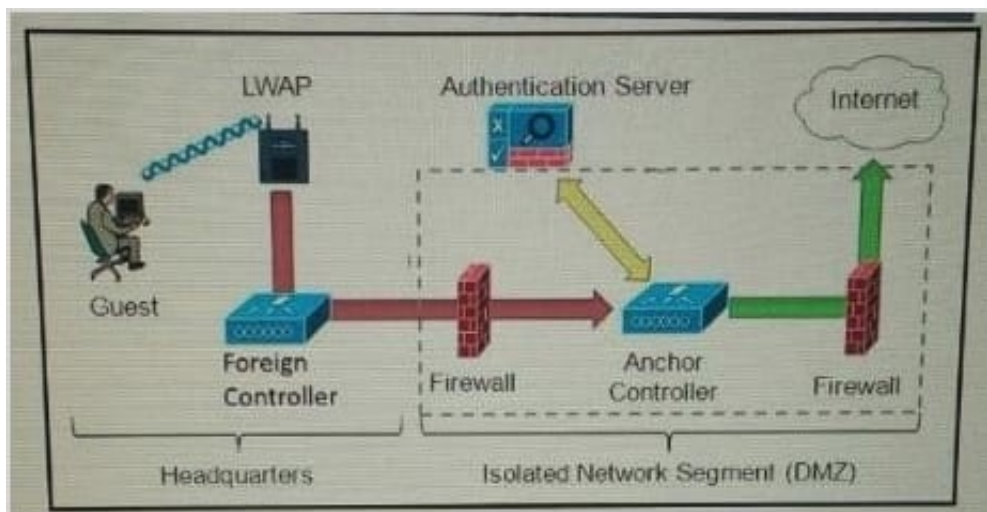 LWAP
Authentication Server
Internet
Guest
Foreign
Controller
Firewall
Anchor
Controller
Firewall
Headquarters
Isolated Network Segment (DMZ)